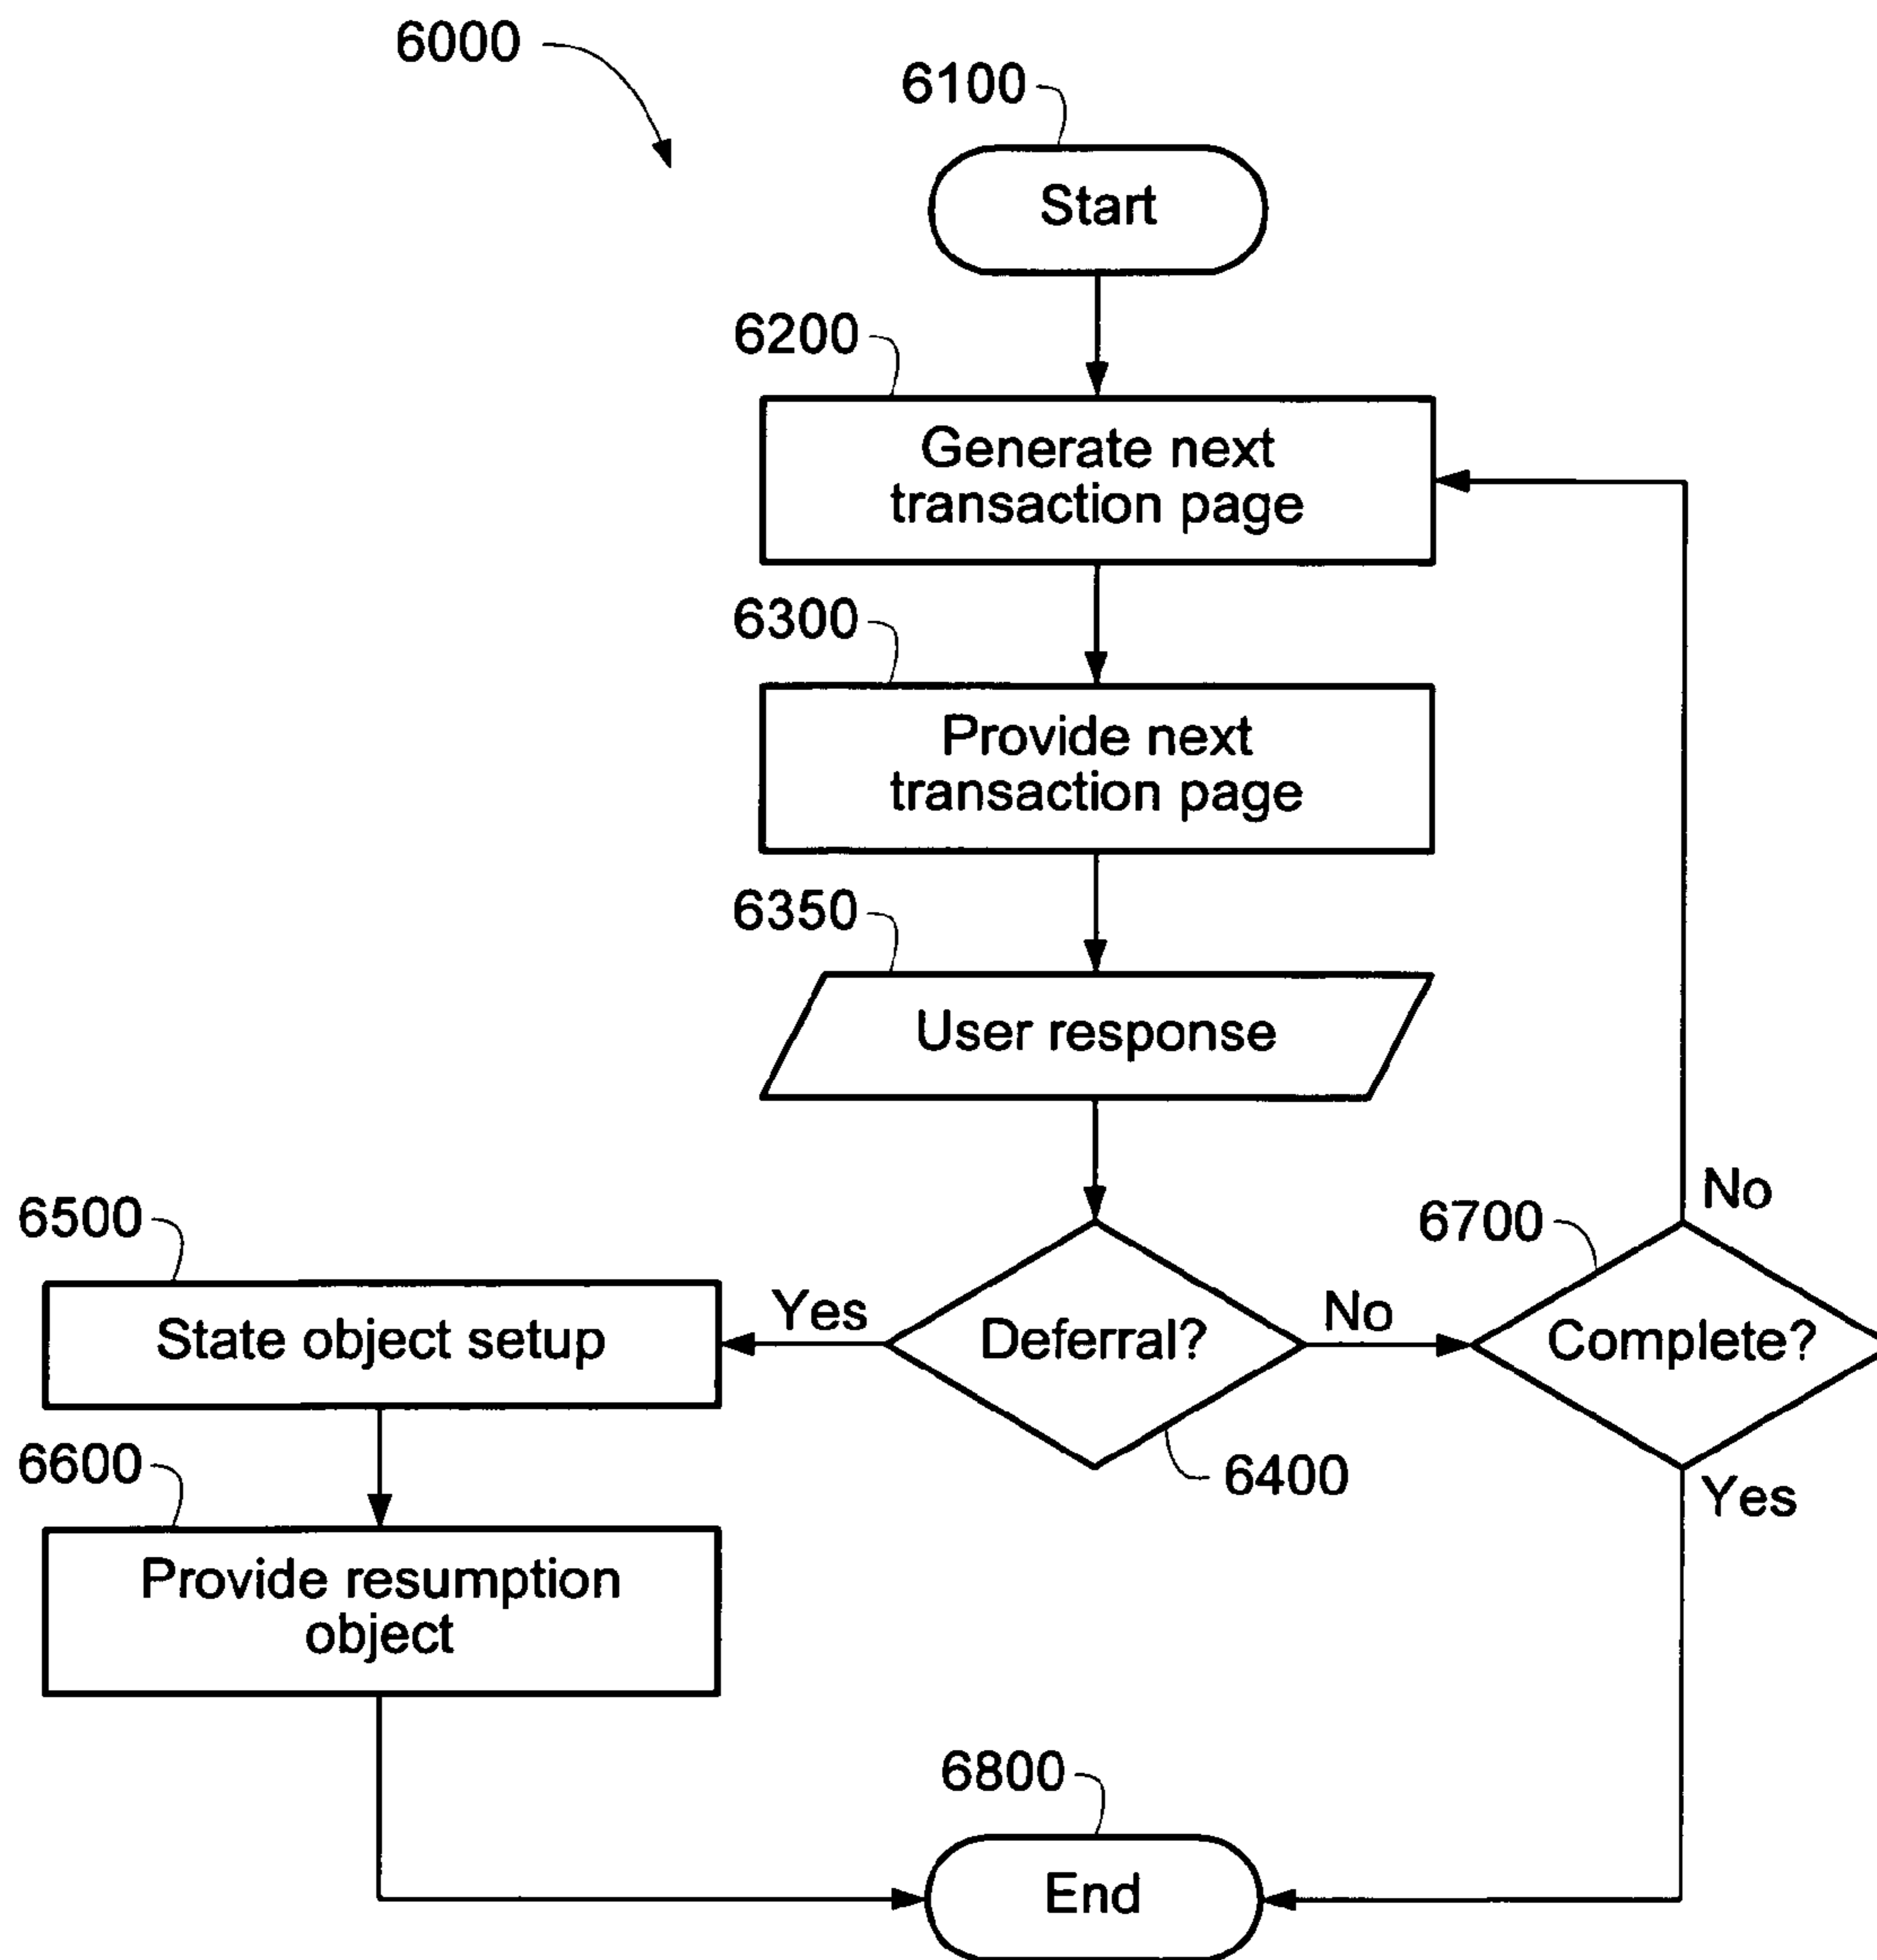 6000
6100
Start
6200
Generate next
transaction page
6300
Provide next
transaction page
6350
User response
6500
State object setup
Yes
Deferral?
6400
No
6700
Complete?
No
Yes
6600
Provide resumption
object
6800
End